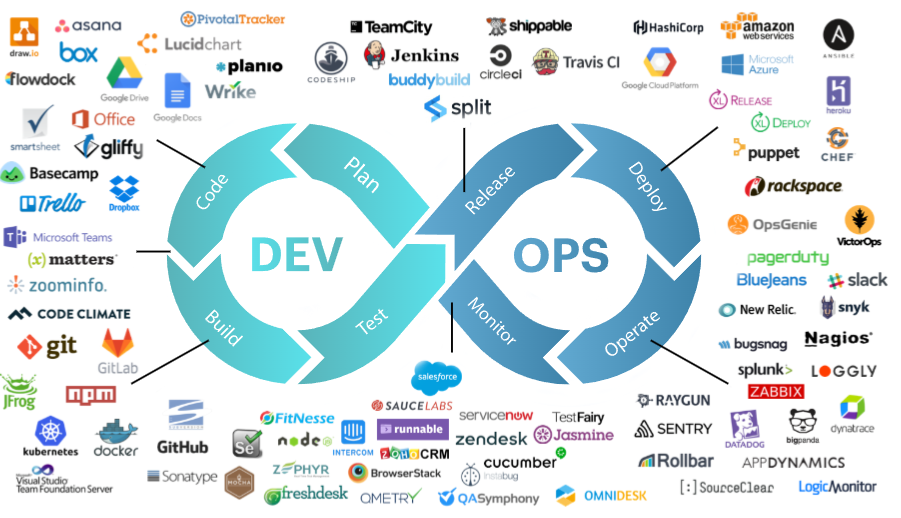 draw.io
asana
PivotalTracker
box
Lucidchart
flowdock
Google Drive
planio
Wrike
Google Docs
smartsheet
Office
gliffy
Basecamp
Trello
Dropbox
Microsoft Teams
(x) matters
zoominfo.
CODE CLIMATE
git
GitLab
JFrog
npm
kubernetes
docker
GitHub
Visual Studio
Team Foundation Server
Sonatype
TeamCity
shippable
CODESHIP
Jenkins
buddybuild
circleci
Travis CI
split
HashiCorp
amazon
webservices
ANSIBLE
Google Cloud Platform
Microsoft
Azure
XL RELEASE
heroku
XL DEPLOY
puppet
CHEF
rackspace
OpsGenie
VictorOps
pagerduty
BlueJeans
slack
New Relic.
snyk
bugsnag
Nagios®
splunk>
LOGGLY
ZABBIX
Code
Plan
Release
Deploy
DEV
OPS
Build
Test
Monitor
Operate
salesforce
SAUCELABS
FitNesse
node
Se
INTERCOM
runnable
ZOHO CRM
servicenow
TestFairy
zendesk
Jasmine
MOCHA
ZEPHYR
BrowserStack
cucumber
instabug
freshdesk
QMETRY
QASymphony
OMNIDESK
RAYGUN
SENTRY
DATADOG
bigpanda
dynatrace
Rollbar
APPDYNAMICS
[:]SourceClear
LogicMonitor